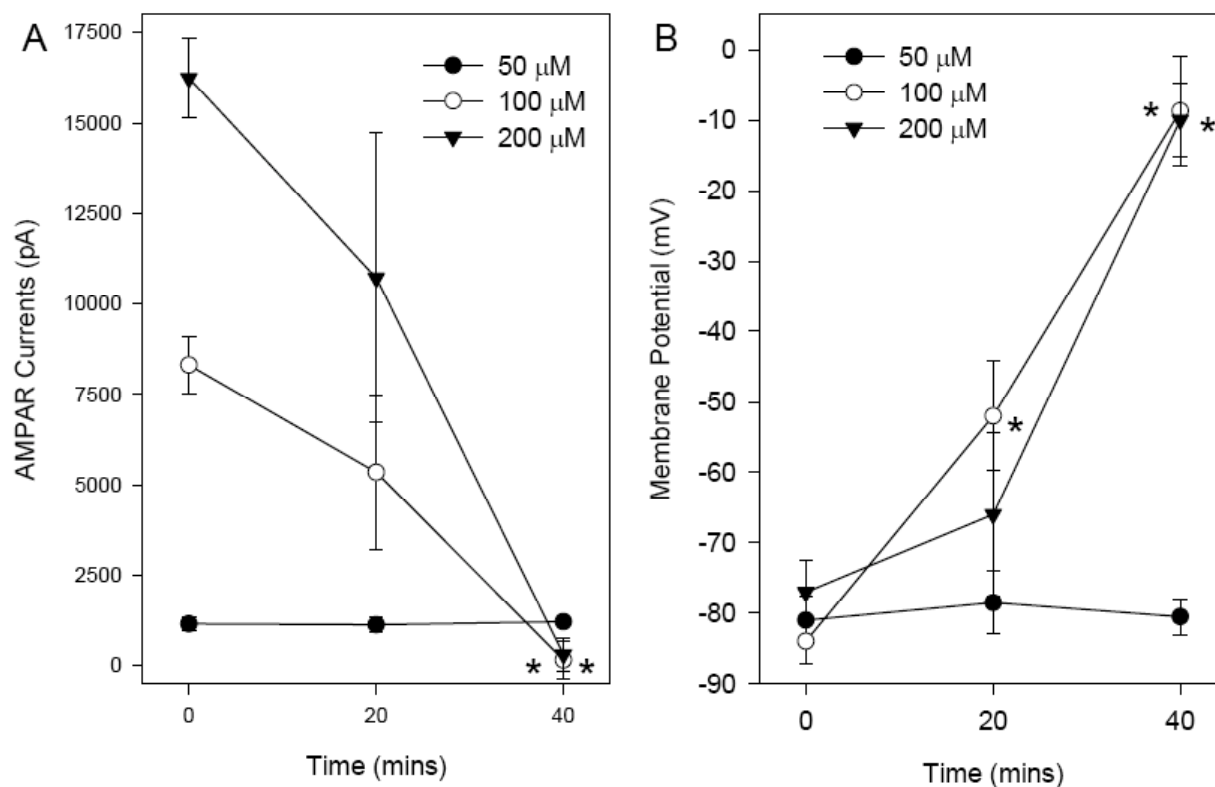 A
17500
15000
12500
10000
7500
5000
2500
0
AMPAR Currents (pA)
50 μM
100 μM
200 μM
* *
0 20 40
Time (mins)
B
0
-10
-20
-30
-40
-50
-60
-70
-80
-90
Membrane Potential (mV)
50 μM
100 μM
200 μM
* *
*
0 20 40
Time (mins)